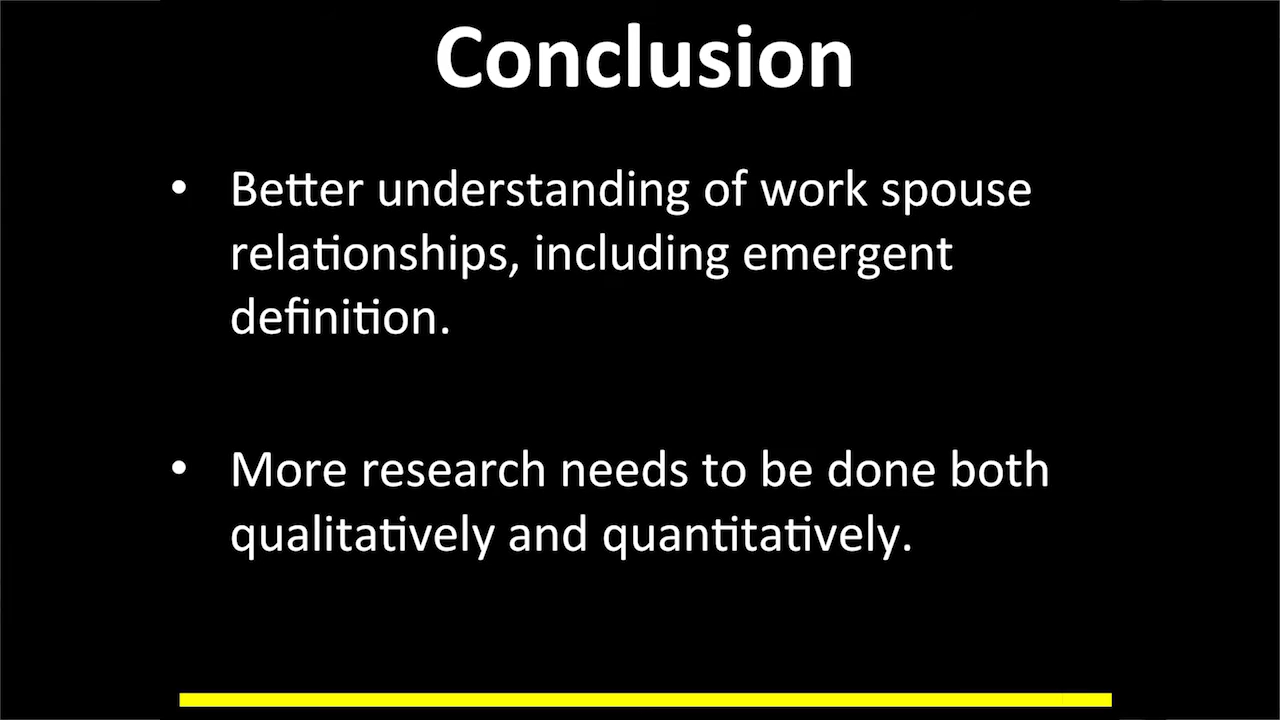 Conclusion
• Better understanding of work spouse
relationships, including emergent
definition.
• More research needs to be done both
qualitatively and quantitatively.